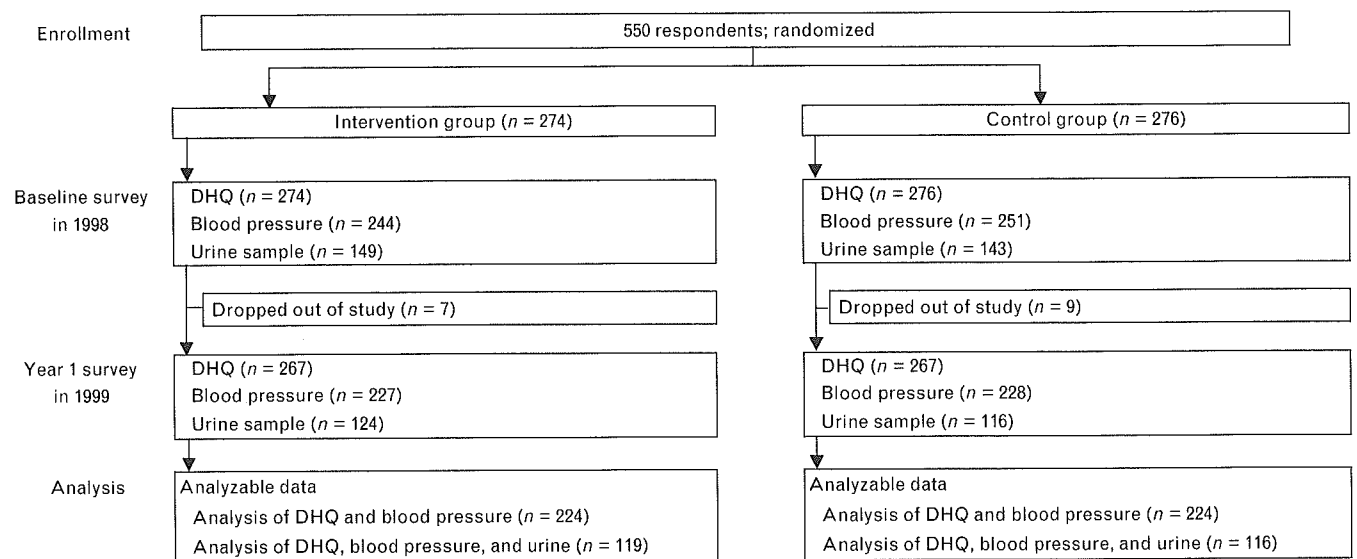 Enrollment
550 respondents; randomized
Intervention group (n = 274)
Control group (n = 276)
Baseline survey
in 1998
DHQ (n = 274)
Blood pressure (n = 244)
Urine sample (n = 149)
DHQ (n = 276)
Blood pressure (n = 251)
Urine sample (n = 143)
Dropped out of study (n = 7)
Dropped out of study (n = 9)
Year 1 survey
in 1999
DHQ (n = 267)
Blood pressure (n = 227)
Urine sample (n = 124)
DHQ (n = 267)
Blood pressure (n = 228)
Urine sample (n = 116)
Analysis
Analyzable data
Analysis of DHQ and blood pressure (n = 224)
Analysis of DHQ, blood pressure, and urine (n = 119)
Analyzable data
Analysis of DHQ and blood pressure (n = 224)
Analysis of DHQ, blood pressure, and urine (n = 116)